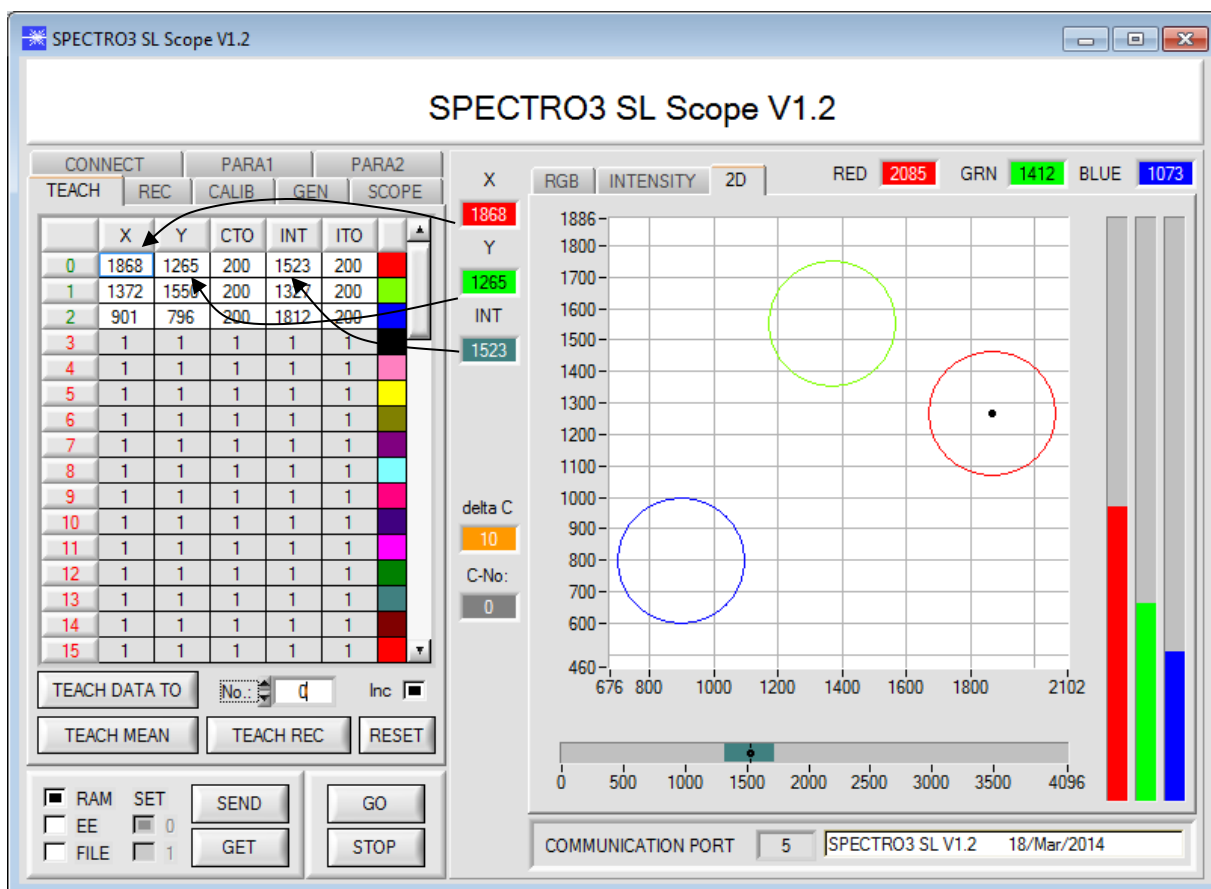 SPECTRO3 SL Scope V1.2
SPECTRO3 SL Scope V1.2
CONNECT PARA1 PARA2
TEACH REC CALIB GEN SCOPE
X Y CTO INT ITO
0 1868 1265 200 1523 200
1 1372 1550 200 1327 200
2 901 796 200 1812 200
3 1 1 1 1 1
4 1 1 1 1 1
5 1 1 1 1 1
6 1 1 1 1 1
7 1 1 1 1 1
8 1 1 1 1 1
9 1 1 1 1 1
10 1 1 1 1 1
11 1 1 1 1 1
12 1 1 1 1 1
13 1 1 1 1 1
14 1 1 1 1 1
15 1 1 1 1 1
TEACH DATA TO No.: 0 Inc
TEACH MEAN TEACH REC RESET
RAM SET SEND GO
EE 0
FILE 1 GET STOP
X
1868
Y
1265
INT
1523
delta C
10
C-No:
0
RGB INTENSITY 2D RED 2085 GRN 1412 BLUE 1073
1886
1800
1700
1600
1500
1400
1300
1200
1100
1000
900
800
700
600
460
676 800 1000 1200 1400 1600 1800 2102
0 500 1000 1500 2000 2500 3000 3500 4096
COMMUNICATION PORT 5 SPECTRO3 SL V1.2 18/Mar/2014